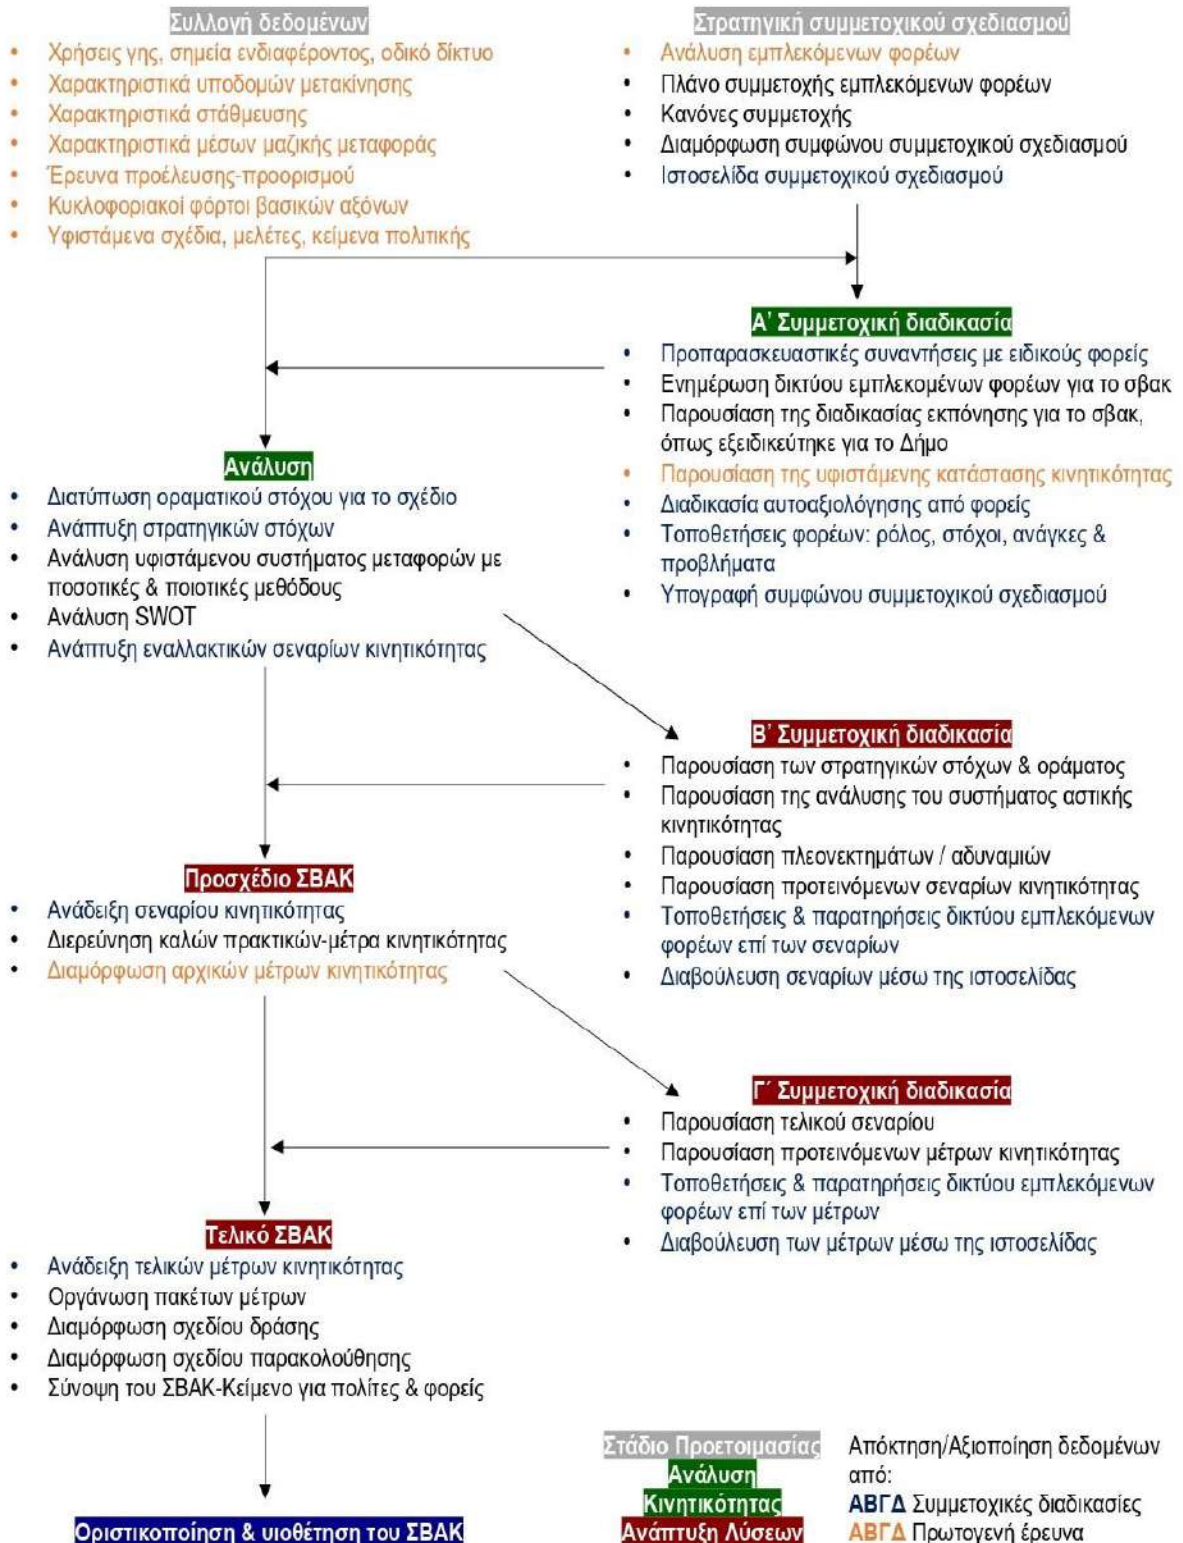 Συλλογή δεδομένων
• Χρήσεις γης, σημεία ενδιαφέροντος, οδικό δίκτυο
• Χαρακτηριστικά υποδομών μετακίνησης
• Χαρακτηριστικά στάθμευσης
• Χαρακτηριστικά μέσων μαζικής μεταφοράς
• Έρευνα προέλευσης-προορισμού
• Κυκλοφοριακοί φόρτοι βασικών αξόνων
• Υφιστάμενα σχέδια, μελέτες, κείμενα πολιτικής
Στρατηγική συμμετοχικού σχεδιασμού
• Ανάλυση εμπλεκόμενων φορέων
• Πλάνο συμμετοχής εμπλεκόμενων φορέων
• Κανόνες συμμετοχής
• Διαμόρφωση συμφώνου συμμετοχικού σχεδιασμού
• Ιστοσελίδα συμμετοχικού σχεδιασμού
Α' Συμμετοχική διαδικασία
• Προπαρασκευαστικές συναντήσεις με ειδικούς φορείς
• Ενημέρωση δικτύου εμπλεκομένων φορέων για το σβακ
• Παρουσίαση της διαδικασίας εκπόνησης για το σβακ,
όπως εξειδικεύτηκε για το Δήμο
• Παρουσίαση της υφιστάμενης κατάστασης κινητικότητας
• Διαδικασία αυτοαξιολόγησης από φορείς
• Τοποθετήσεις φορέων: ρόλος, στόχοι, ανάγκες &
προβλήματα
• Υπογραφή συμφώνου συμμετοχικού σχεδιασμού
Ανάλυση
• Διατύπωση οραματικού στόχου για το σχέδιο
• Ανάπτυξη στρατηγικών στόχων
• Ανάλυση υφιστάμενου συστήματος μεταφορών με
ποσοτικές & ποιοτικές μεθόδους
• Ανάλυση SWOT
• Ανάπτυξη εναλλακτικών σεναρίων κινητικότητας
Β' Συμμετοχική διαδικασία
• Παρουσίαση των στρατηγικών στόχων & οράματος
• Παρουσίαση της ανάλυσης του συστήματος αστικής
κινητικότητας
• Παρουσίαση πλεονεκτημάτων / αδυναμιών
• Παρουσίαση προτεινόμενων σεναρίων κινητικότητας
• Τοποθετήσεις & παρατηρήσεις δικτύου εμπλεκόμενων
φορέων επί των σεναρίων
• Διαβούλευση σεναρίων μέσω της ιστοσελίδας
Προσχέδιο ΣΒΑΚ
• Ανάδειξη σεναρίου κινητικότητας
• Διερεύνηση καλών πρακτικών-μέτρα κινητικότητας
• Διαμόρφωση αρχικών μέτρων κινητικότητας
Γ΄ Συμμετοχική διαδικασία
• Παρουσίαση τελικού σεναρίου
• Παρουσίαση προτεινόμενων μέτρων κινητικότητας
• Τοποθετήσεις & παρατηρήσεις δικτύου εμπλεκόμενων
φορέων επί των μέτρων
• Διαβούλευση των μέτρων μέσω της ιστοσελίδας
Τελικό ΣΒΑΚ
• Ανάδειξη τελικών μέτρων κινητικότητας
• Οργάνωση πακέτων μέτρων
• Διαμόρφωση σχεδίου δράσης
• Διαμόρφωση σχεδίου παρακολούθησης
• Σύνοψη του ΣΒΑΚ-Κείμενο για πολίτες & φορείς
Οριστικοποίηση & υιοθέτηση του ΣΒΑΚ
Στάδιο Προετοιμασίας
Ανάλυση
Κινητικότητας
Ανάπτυξη Λύσεων
Απόκτηση/Αξιοποίηση δεδομένων
από:
ΑΒΓΔ Συμμετοχικές διαδικασίες
ΑΒΓΔ Πρωτογενή έρευνα